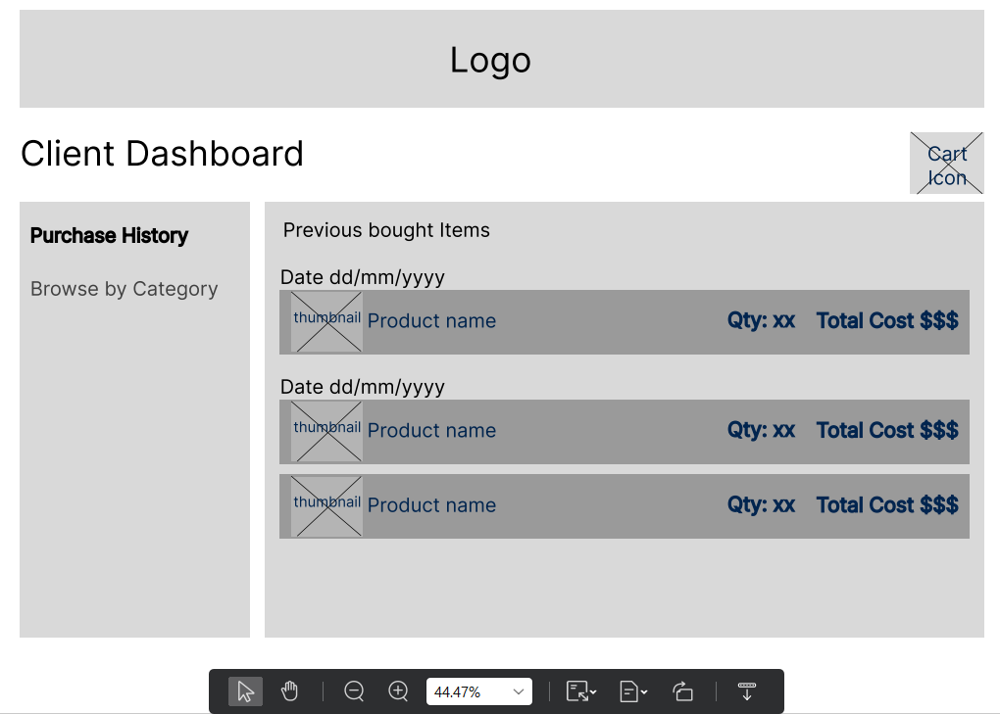 Logo
Client Dashboard
Cart
Icon
Purchase History
Browse by Category
Previous bought Items
Date dd/mm/yyyy
thumbnail Product name Qty: xx Total Cost $$$
Date dd/mm/yyyy
thumbnail Product name Qty: xx Total Cost $$$
thumbnail Product name Qty: xx Total Cost $$$
44.47%